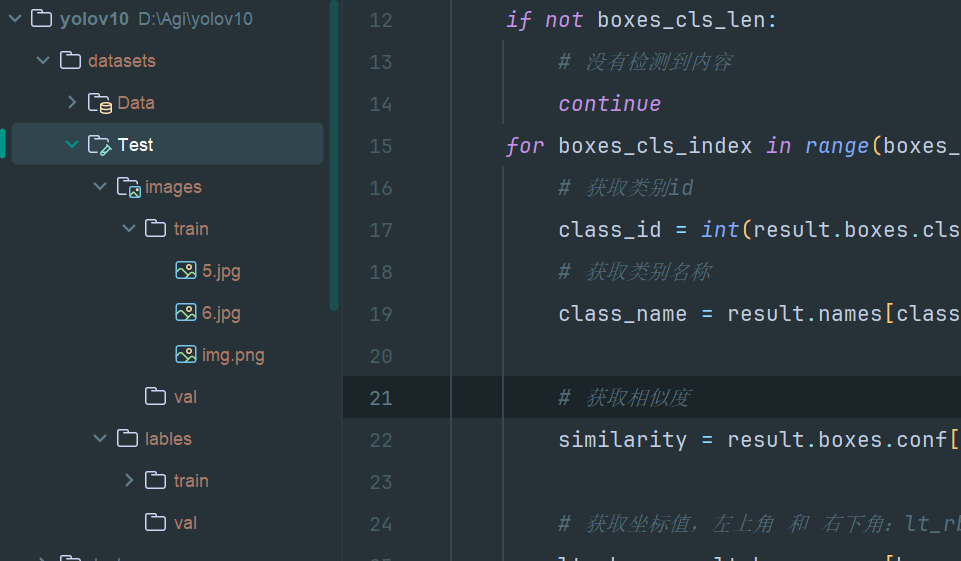 yolov10 D:\Agi\yolov10
datasets
Data
Test
images
train
5.jpg
6.jpg
img.png
val
lables
train
val
12 if not boxes_cls_len:
13 # 没有检测到内容
14 continue
15 for boxes_cls_index in range(boxes_
16 # 获取类别id
17 class_id = int(result.boxes.cls
18 # 获取类别名称
19 class_name = result.names[class
20
21 # 获取相似度
22 similarity = result.boxes.conf[
23
24 # 获取坐标值，左上角 和 右下角：lt_rb